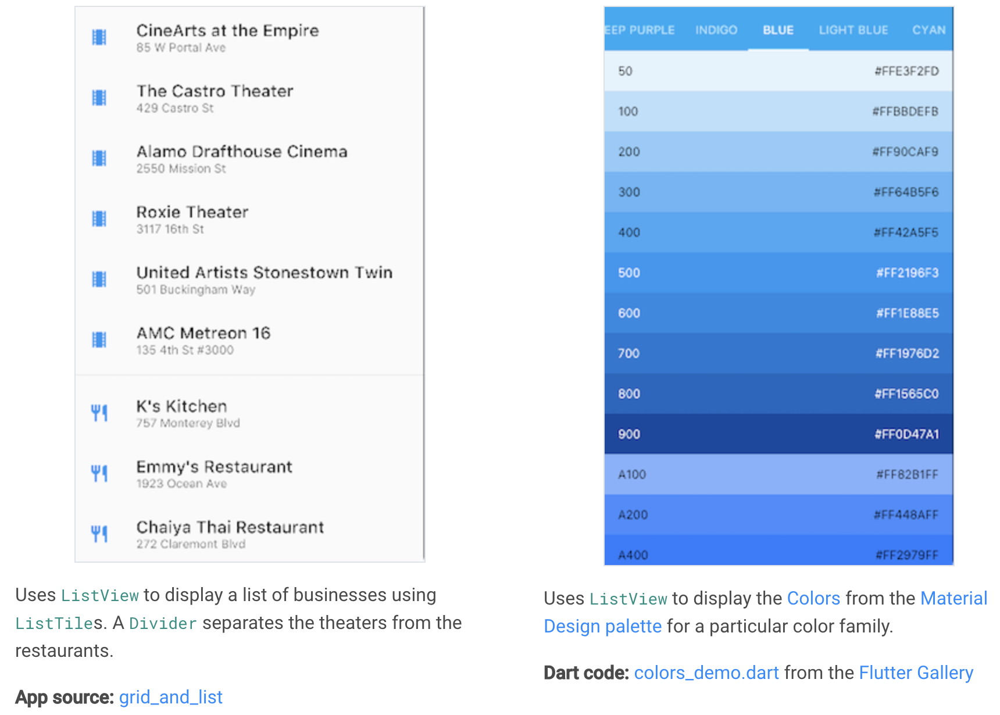 CineArts at the Empire
85 W Portal Ave
The Castro Theater
429 Castro St
Alamo Drafthouse Cinema
2550 Mission St
Roxie Theater
3117 16th St
United Artists Stonestown Twin
501 Buckingham Way
AMC Metreon 16
135 4th St #3000
K's Kitchen
757 Monterey Blvd
Emmy's Restaurant
1923 Ocean Ave
Chaiya Thai Restaurant
272 Claremont Blvd
Uses ListView to display a list of businesses using
ListTiles. A Divider separates the theaters from the
restaurants.
App source: grid_and_list
EEP PURPLE INDIGO BLUE LIGHT BLUE CYAN
50 #FFE3F2FD
100 #FFBBDEFB
200 #FF90CAF9
300 #FF64B5F6
400 #FF42A5F5
500 #FF2196F3
600 #FF1E88E5
700 #FF1976D2
800 #FF1565C0
900 #FF0D47A1
A100 #FF82B1FF
A200 #FF448AFF
A400 #FF2979FF
Uses ListView to display the Colors from the Material
Design palette for a particular color family.
Dart code: colors_demo.dart from the Flutter Gallery